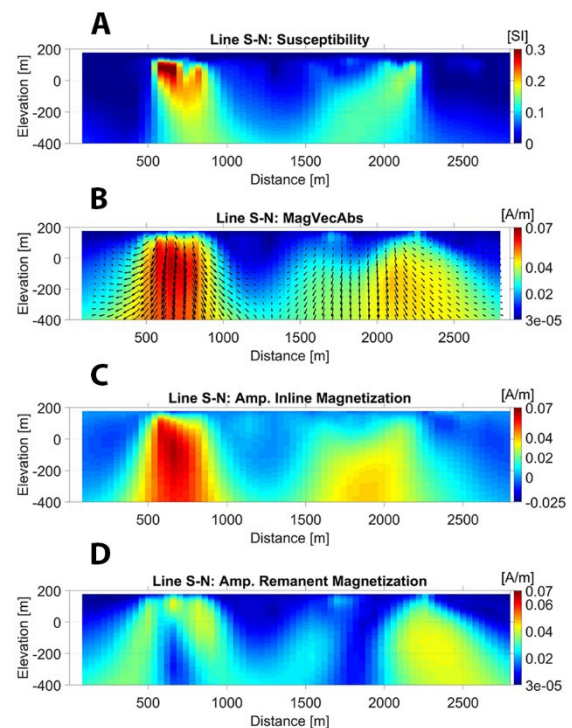 A
Line S-N: Susceptibility
[SI]
Elevation [m]
200
0
-200
-400
0.3
0.2
0.1
0
500 1000 1500 2000 2500
Distance [m]
B
Line S-N: MagVecAbs
[A/m]
Elevation [m]
200
0
-200
-400
0.07
0.04
0.02
3e-05
500 1000 1500 2000 2500
Distance [m]
C
Line S-N: Amp. Inline Magnetization
[A/m]
Elevation [m]
200
0
-200
-400
0.07
0.04
0.02
-0.025
500 1000 1500 2000 2500
Distance [m]
D
Line S-N: Amp. Remanent Magnetization
[A/m]
Elevation [m]
200
0
-200
-400
0.07
0.06
0.04
0.02
3e-05
500 1000 1500 2000 2500
Distance [m]